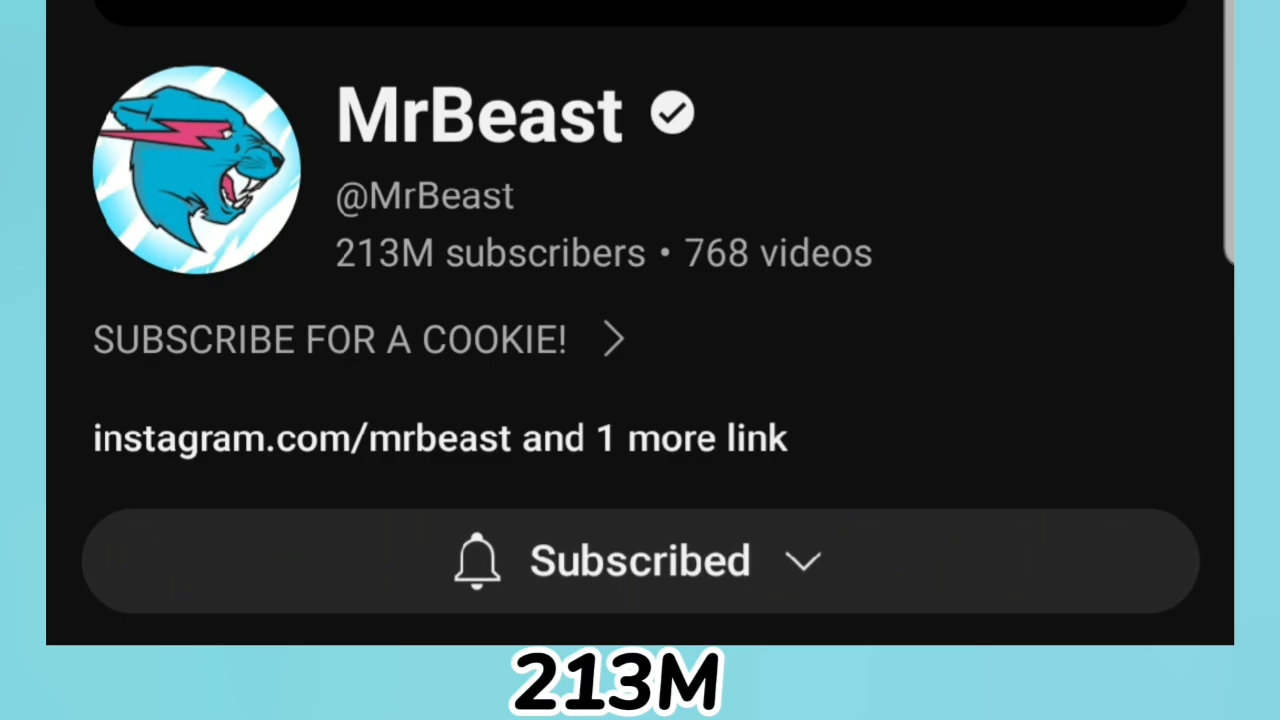 MrBeast
@MrBeast
213M subscribers • 768 videos
SUBSCRIBE FOR A COOKIE!
instagram.com/mrbeast and 1 more link
Subscribed
213M